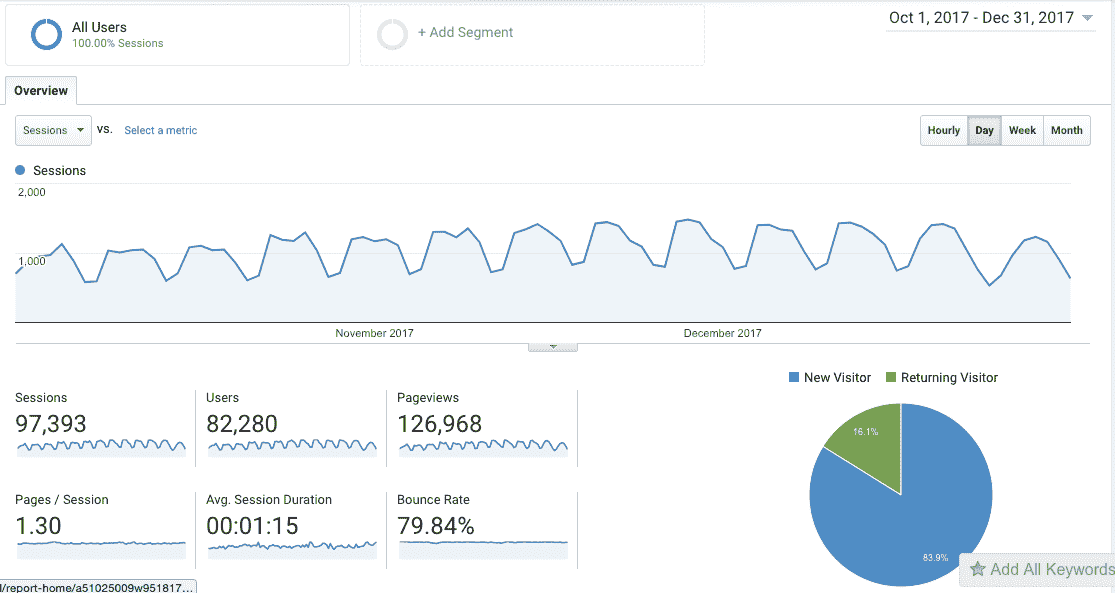 All Users
100.00% Sessions
+ Add Segment
Oct 1, 2017 - Dec 31, 2017
Overview
Sessions
vs.
Select a metric
Hourly
Day
Week
Month
Sessions
2,000
1,000
November 2017
December 2017
New Visitor
Returning Visitor
Sessions
97,393
Users
82,280
Pageviews
126,968
Pages / Session
1.30
Avg. Session Duration
00:01:15
Bounce Rate
79.84%
16.1%
83.9%
Add All Keywords
l/report-home/a51025009w951817...